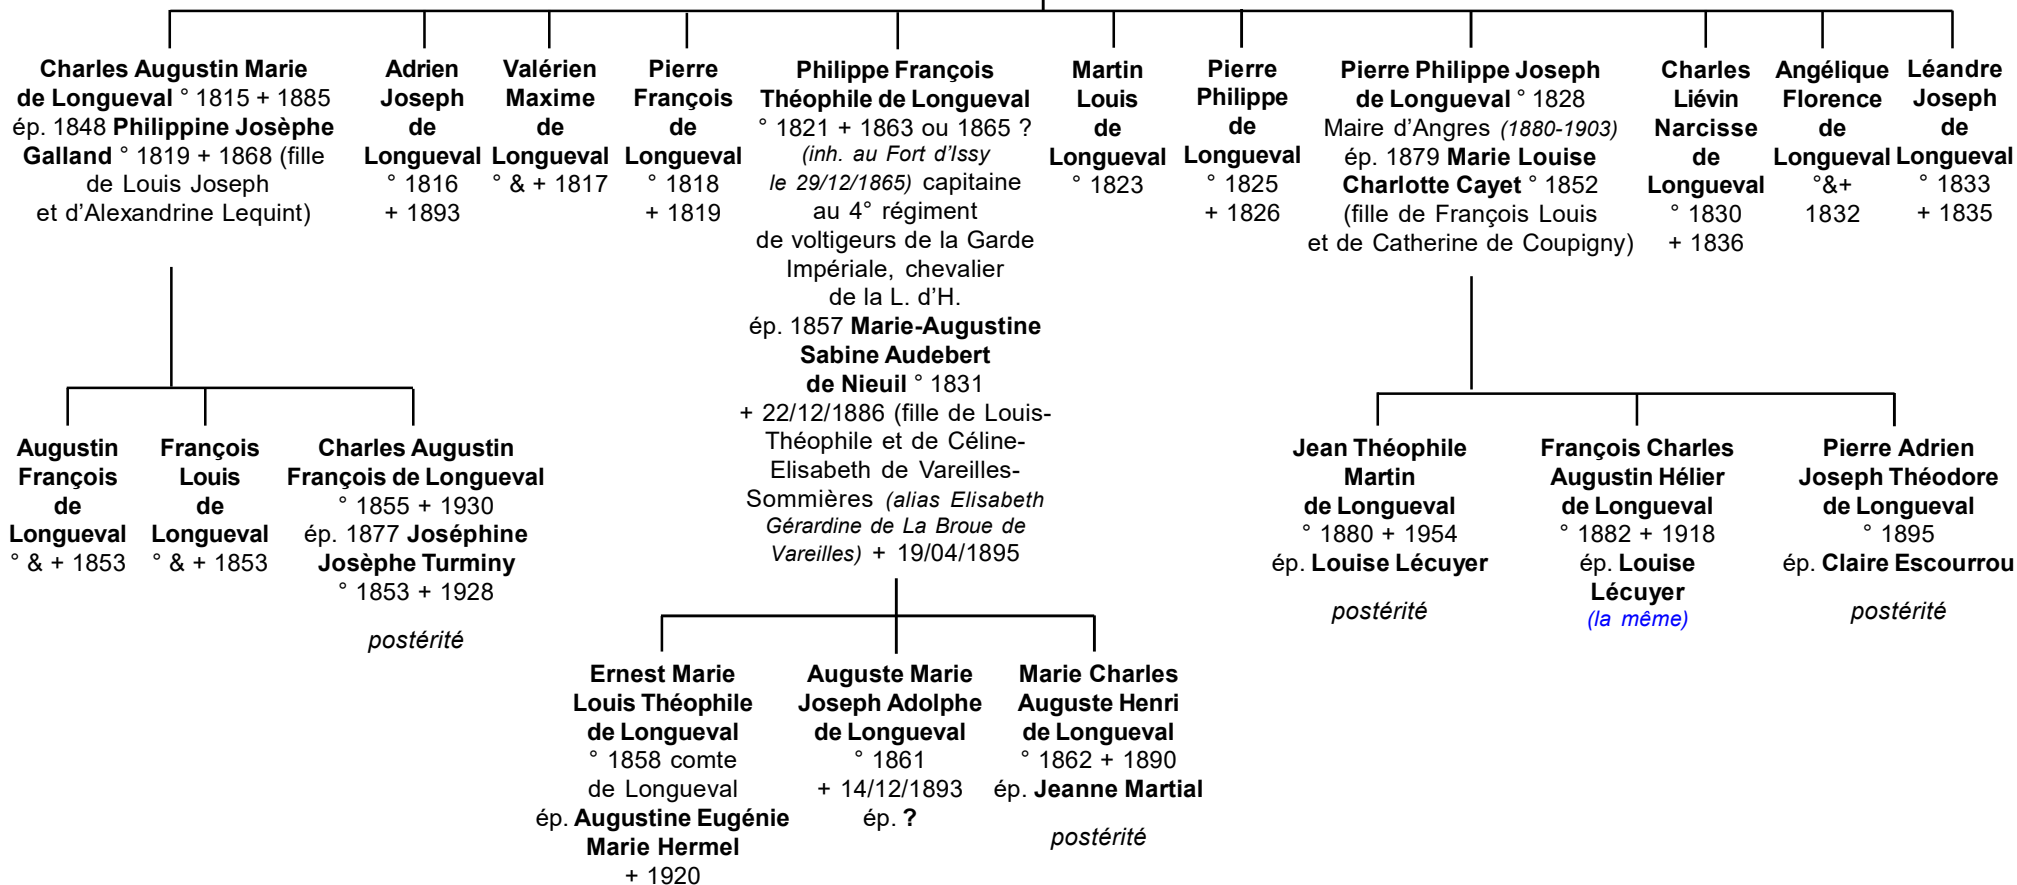 Charles Augustin Marie
de Longueval ° 1815 + 1885
ép. 1848 Philippine Josèphe
Galland ° 1819 + 1868 (fille
de Louis Joseph
et d'Alexandrine Lequint)
Adrien
Joseph
de
Longueval
° 1816
+ 1893
Valérien
Maxime
de
Longueval
° & + 1817
Pierre
François
de
Longueval
° 1818
+ 1819
Philippe François
Théophile de Longueval
° 1821 + 1863 ou 1865 ?
(inh. au Fort d'Issy
le 29/12/1865) capitaine
au 4° régiment
de voltigeurs de la Garde
Impériale, chevalier
de la L. d'H.
ép. 1857 Marie-Augustine
Sabine Audebert
de Nieuil ° 1831
+ 22/12/1886 (fille de Louis-
Théophile et de Céline-
Elisabeth de Vareilles-
Sommières (alias Elisabeth
Gérardine de La Broue de
Vareilles) + 19/04/1895
Martin
Louis
de
Longueval
° 1823
Pierre
Philippe
de
Longueval
° 1825
+ 1826
Pierre Philippe Joseph
de Longueval ° 1828
Maire d'Angres (1880-1903)
ép. 1879 Marie Louise
Charlotte Cayet ° 1852
(fille de François Louis
et de Catherine de Coupigny)
Charles
Liévin
Narcisse
de
Longueval
° 1830
+ 1836
Angélique
Florence
de
Longueval
°&+
1832
Léandre
Joseph
de
Longueval
° 1833
+ 1835
Augustin
François
de
Longueval
° & + 1853
François
Louis
de
Longueval
° & + 1853
Charles Augustin
François de Longueval
° 1855 + 1930
ép. 1877 Joséphine
Josèphe Turminy
° 1853 + 1928
postérité
Jean Théophile
Martin
de Longueval
° 1880 + 1954
ép. Louise Lécuyer
postérité
François Charles
Augustin Hélier
de Longueval
° 1882 + 1918
ép. Louise
Lécuyer
(la même)
Pierre Adrien
Joseph Théodore
de Longueval
° 1895
ép. Claire Escourrou
postérité
Ernest Marie
Louis Théophile
de Longueval
° 1858 comte
de Longueval
ép. Augustine Eugénie
Marie Hermel
+ 1920
Auguste Marie
Joseph Adolphe
de Longueval
° 1861
+ 14/12/1893
ép. ?
Marie Charles
Auguste Henri
de Longueval
° 1862 + 1890
ép. Jeanne Martial
postérité